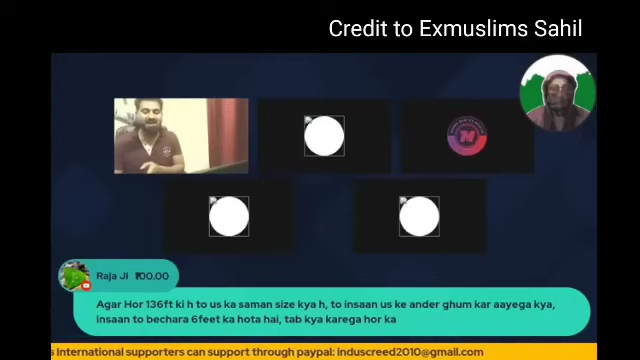 Credit to Exmuslims Sahil
Raja JI ₹100.00
Agar Hor 136ft ki h to us ka saman size kya h, to insaan us ke ander ghum kar aayega kya,
insaan to bechara 6feet ka hota hai, tab kya karega hor ka
s International supporters can support through paypal: induscreed2010@gmail.com